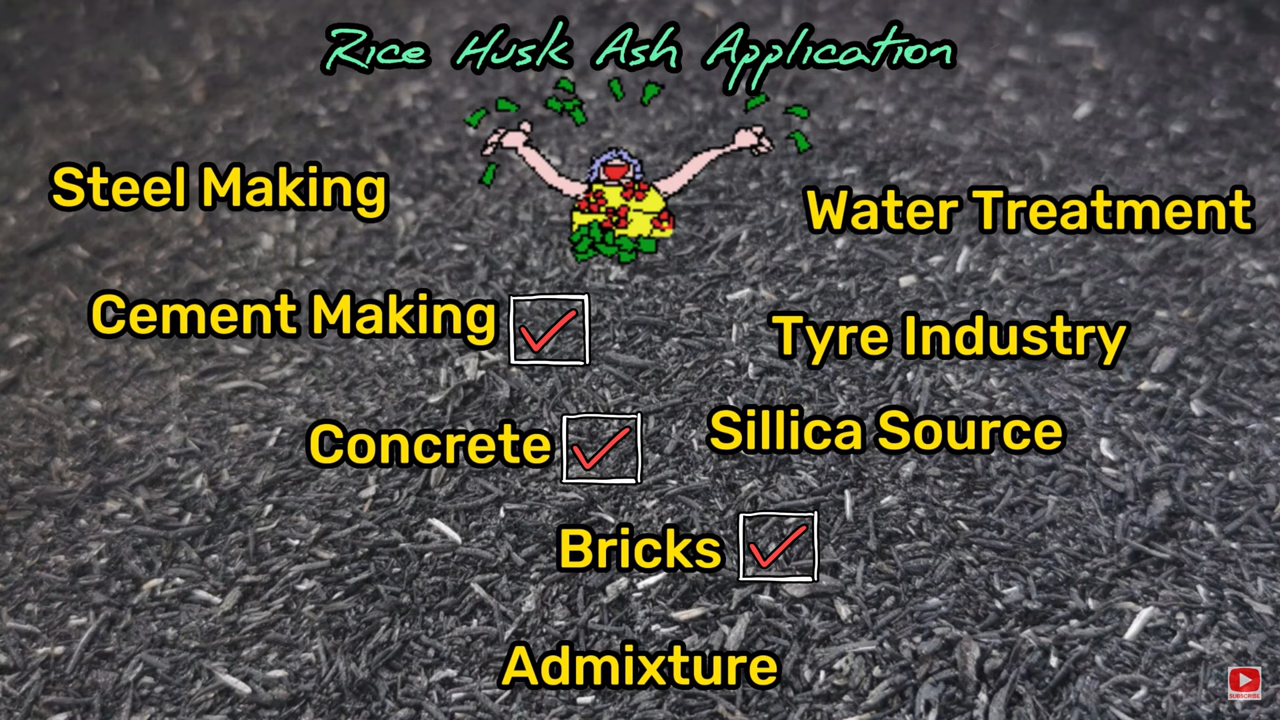 Rice Husk Ash Application
Steel Making
Water Treatment
Cement Making
Tyre Industry
Concrete
Sillica Source
Bricks
Admixture
SUBSCRIBE